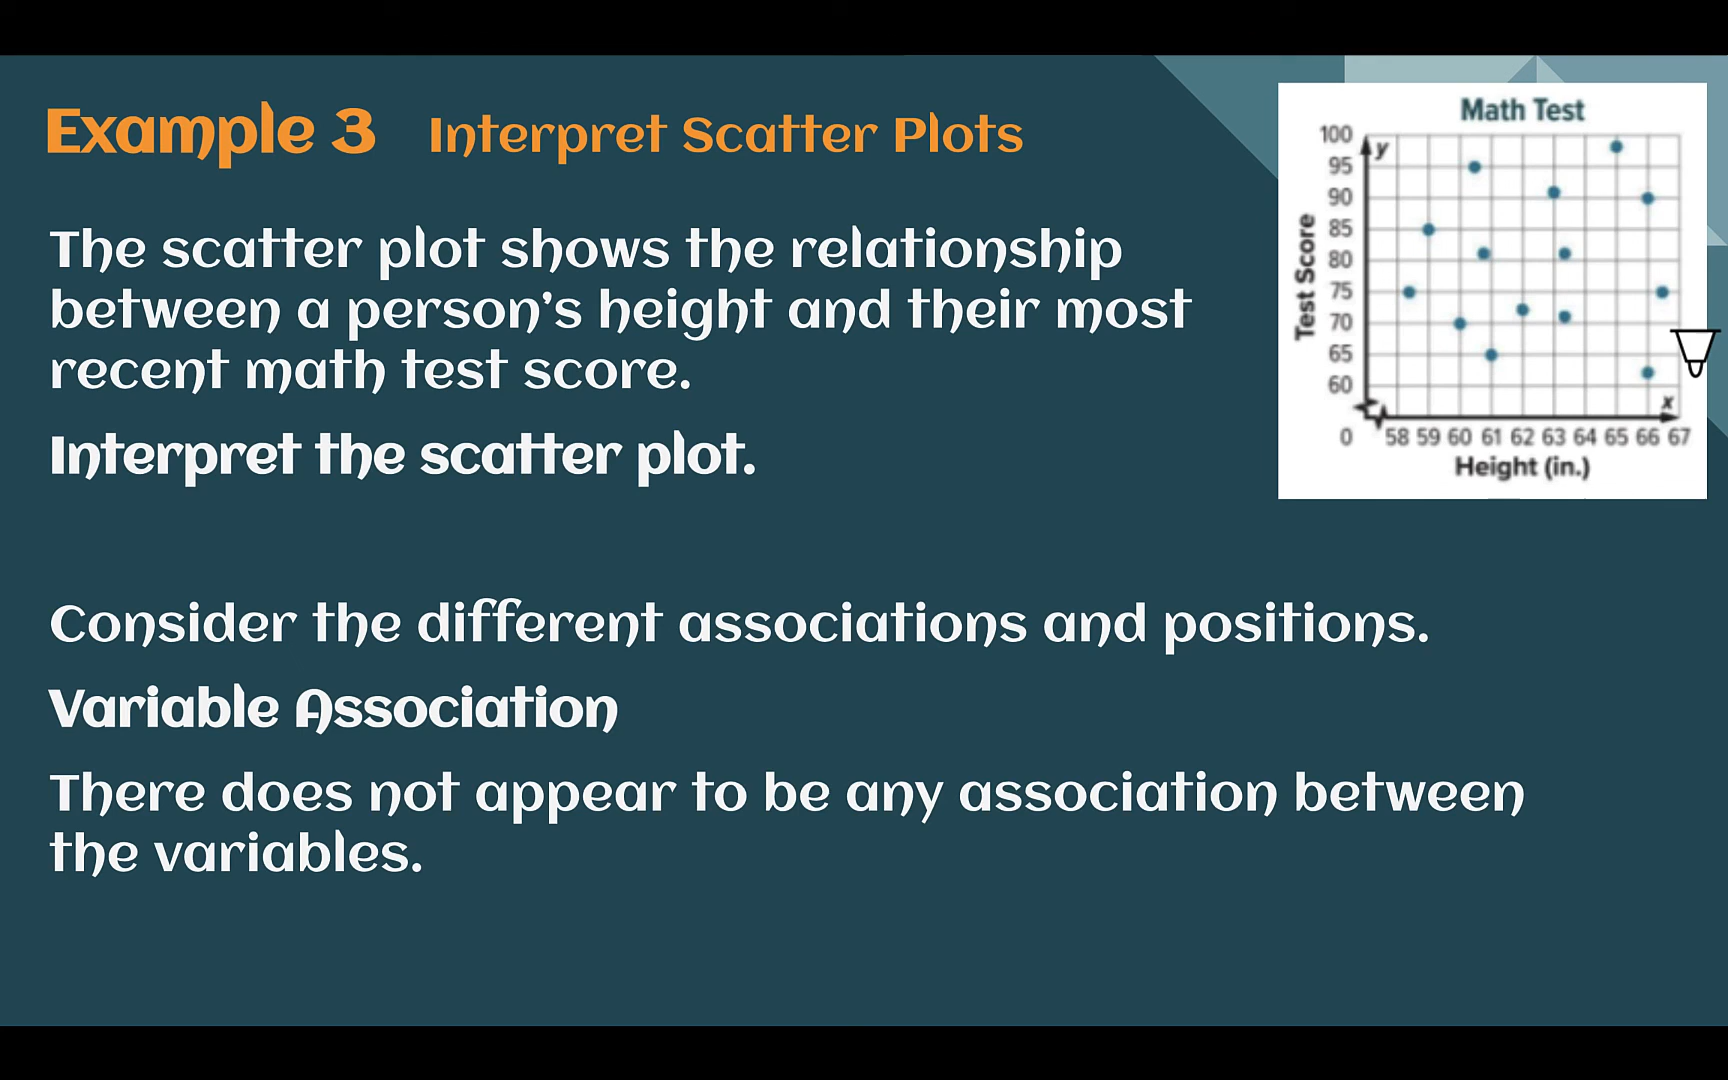 Example 3 Interpret Scatter Plots
The scatter plot shows the relationship
between a person's height and their most
recent math test score.
Interpret the scatter plot.
Consider the different associations and positions.
Variable Association
There does not appear to be any association between
the variables.
Math Test
100
95
90
85
80
75
70
65
60
y
Test Score
x
0 58 59 60 61 62 63 64 65 66 67
Height (in.)